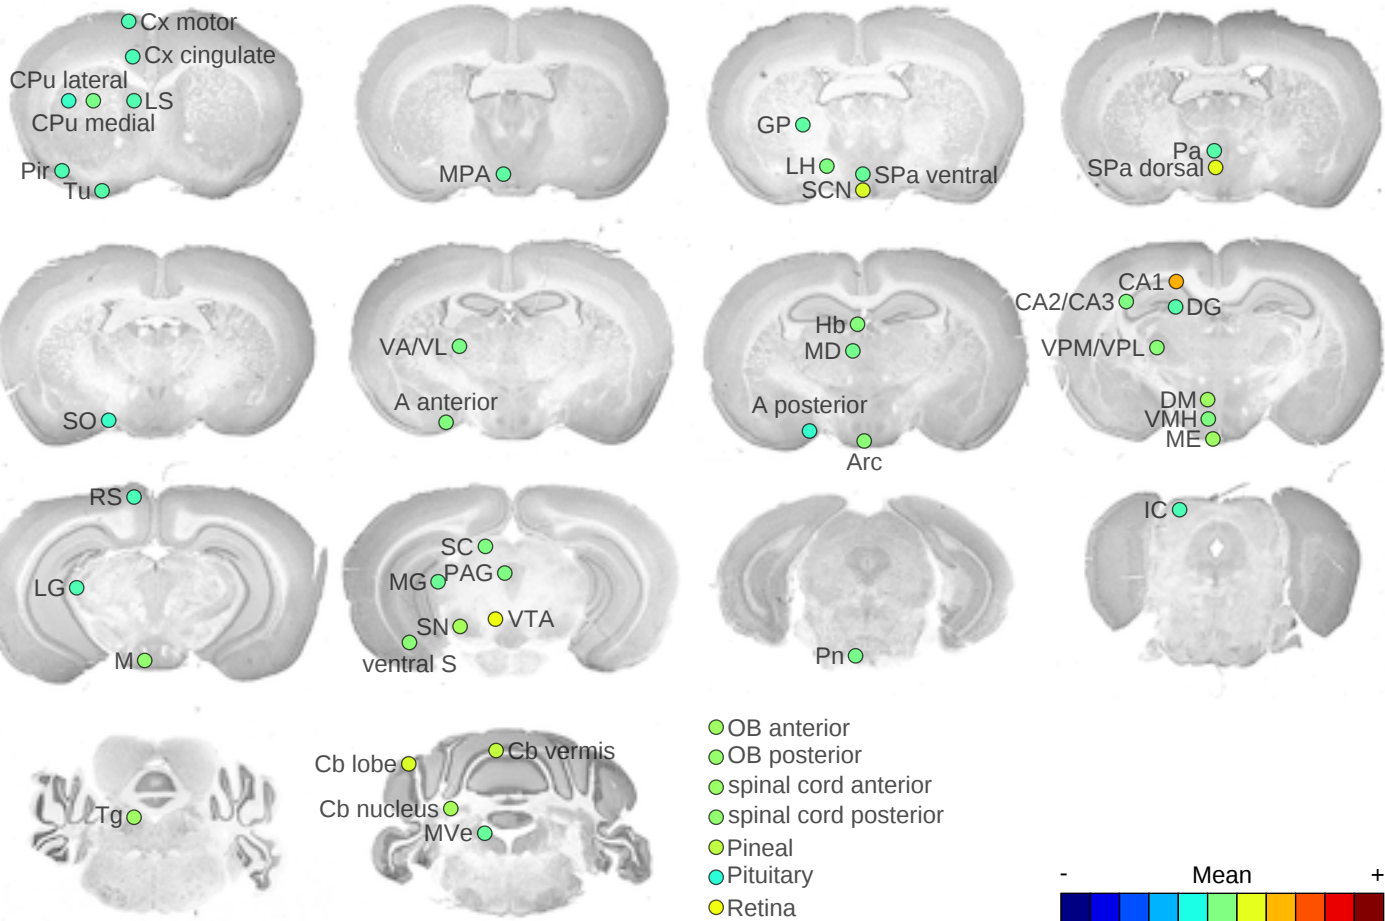 Cx motor
Cx cingulate
CPu lateral
LS
CPu medial
Pir
Tu
MPA
GP
LH
SPa ventral
SCN
Pa
SPa dorsal
SO
VA/VL
A anterior
Hb
MD
A posterior
Arc
CA1
CA2/CA3
DG
VPM/VPL
DM
VMH
ME
RS
LG
M
SC
MG
PAG
SN
VTA
ventral S
Pn
IC
Tg
Cb lobe
Cb vermis
Cb nucleus
MVe
OB anterior
OB posterior
spinal cord anterior
spinal cord posterior
Pineal
Pituitary
Retina
- Mean +